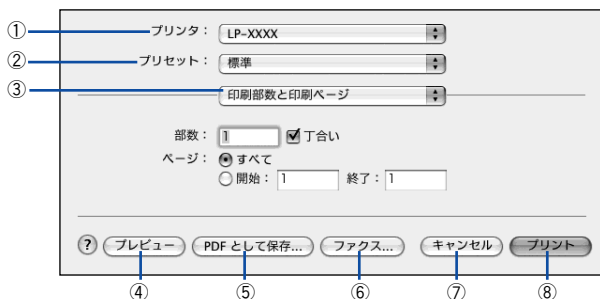 ① プリンタ： LP-XXXX
② プリセット： 標準
③ 印刷部数と印刷ページ
部数： 1 丁合い
ページ： すべて
開始： 1 終了： 1
? プレビュー PDF として保存... ファクス... キャンセル プリント
④ ⑤ ⑥ ⑦ ⑧